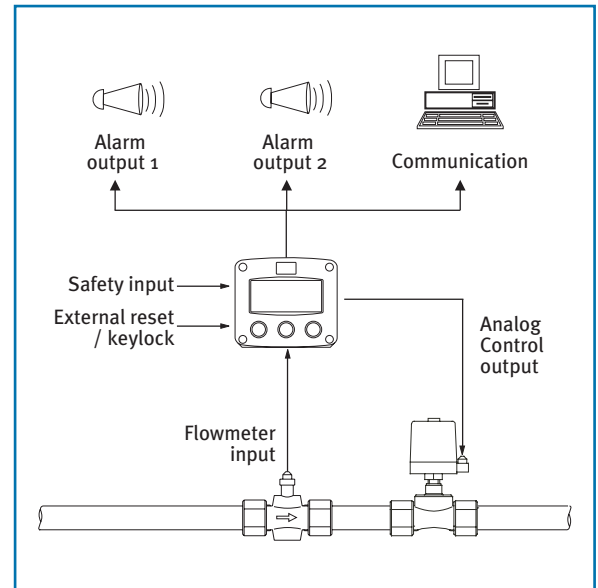 Alarm
output 1
Alarm
output 2
Communication
Safety input
External reset
/ keylock
Analog
Control
output
Flowmeter
input